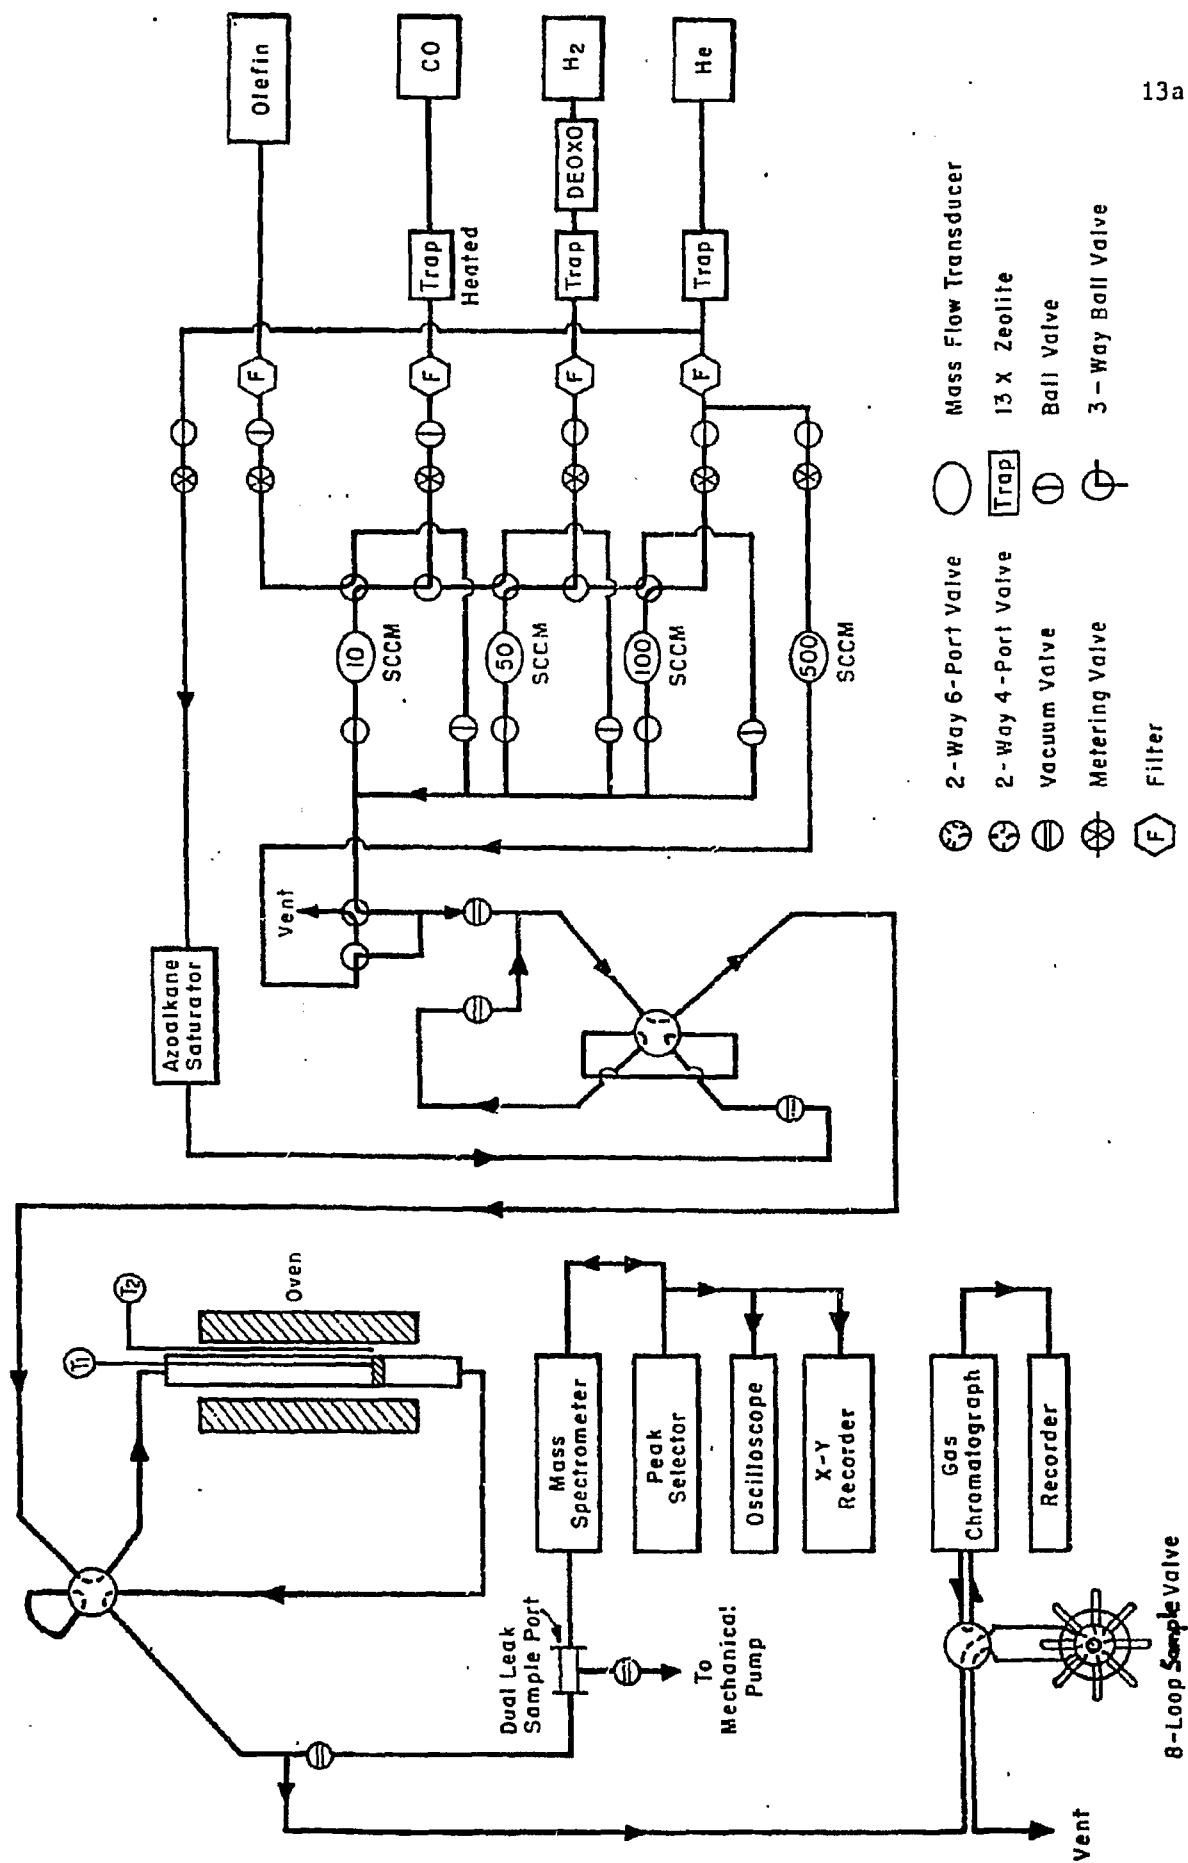 13a
Olefin
CO
H2
He
DEOXO
Trap
Heated
Trap
Trap
F
F
F
F
10
SCCM
50
SCCM
100
SCCM
500
SCCM
Vent
Azoalkane
Saturator
2-Way 6-Port Valve
2-Way 4-Port Valve
Vacuum Valve
Metering Valve
F
Filter
Mass Flow Transducer
Trap
13 X Zeolite
Ball Valve
3-Way Ball Valve
T1
T2
Oven
Mass
Spectrometer
Peak
Selector
Oscilloscope
X-Y
Recorder
Gas
Chromatograph
Recorder
Dual Leak
Sample Port
To
Mechanical
Pump
8-Loop Sample Valve
Vent